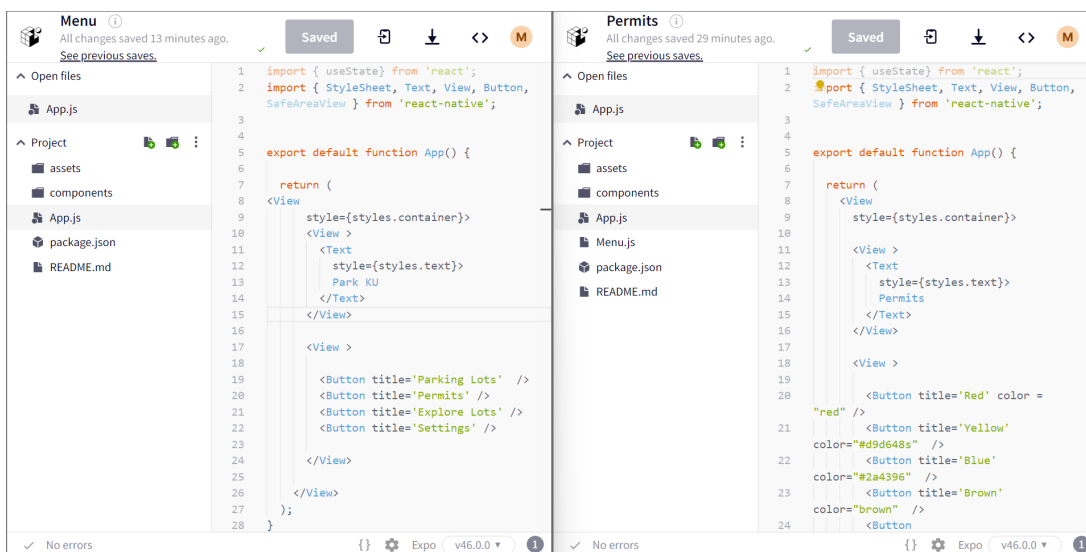 Menu
All changes saved 13 minutes ago.
See previous saves.
Saved
M
Open files
App.js
Project
assets
components
App.js
package.json
README.md
1 import { useState} from 'react';
2 import { StyleSheet, Text, View, Button,
SafeAreaView } from 'react-native';
3
4
5 export default function App() {
6
7 return (
8 <View
9 style={styles.container}>
10 <View >
11 <Text
12 style={styles.text}>
13 Park KU
14 </Text>
15 </View>
16
17 <View >
18
19 <Button title='Parking Lots' />
20 <Button title='Permits' />
21 <Button title='Explore Lots' />
22 <Button title='Settings' />
23
24 </View>
25
26 </View>
27 );
28 }
No errors
{} Expo v46.0.0 1
Permits
All changes saved 29 minutes ago.
See previous saves.
Saved
M
Open files
App.js
Project
assets
components
App.js
Menu.js
package.json
README.md
1 import { useState} from 'react';
2 port { StyleSheet, Text, View, Button,
SafeAreaView } from 'react-native';
3
4
5 export default function App() {
6
7 return (
8 <View
9 style={styles.container}>
10
11 <View >
12 <Text
13 style={styles.text}>
14 Permits
15 </Text>
16 </View>
17
18 <View >
19
20 <Button title='Red' color =
"red" />
21 <Button title='Yellow'
color="#d9d648s" />
22 <Button title='Blue'
color="#2a4396" />
23 <Button title='Brown'
color="brown" />
24 <Button
No errors
{} Expo v46.0.0 1